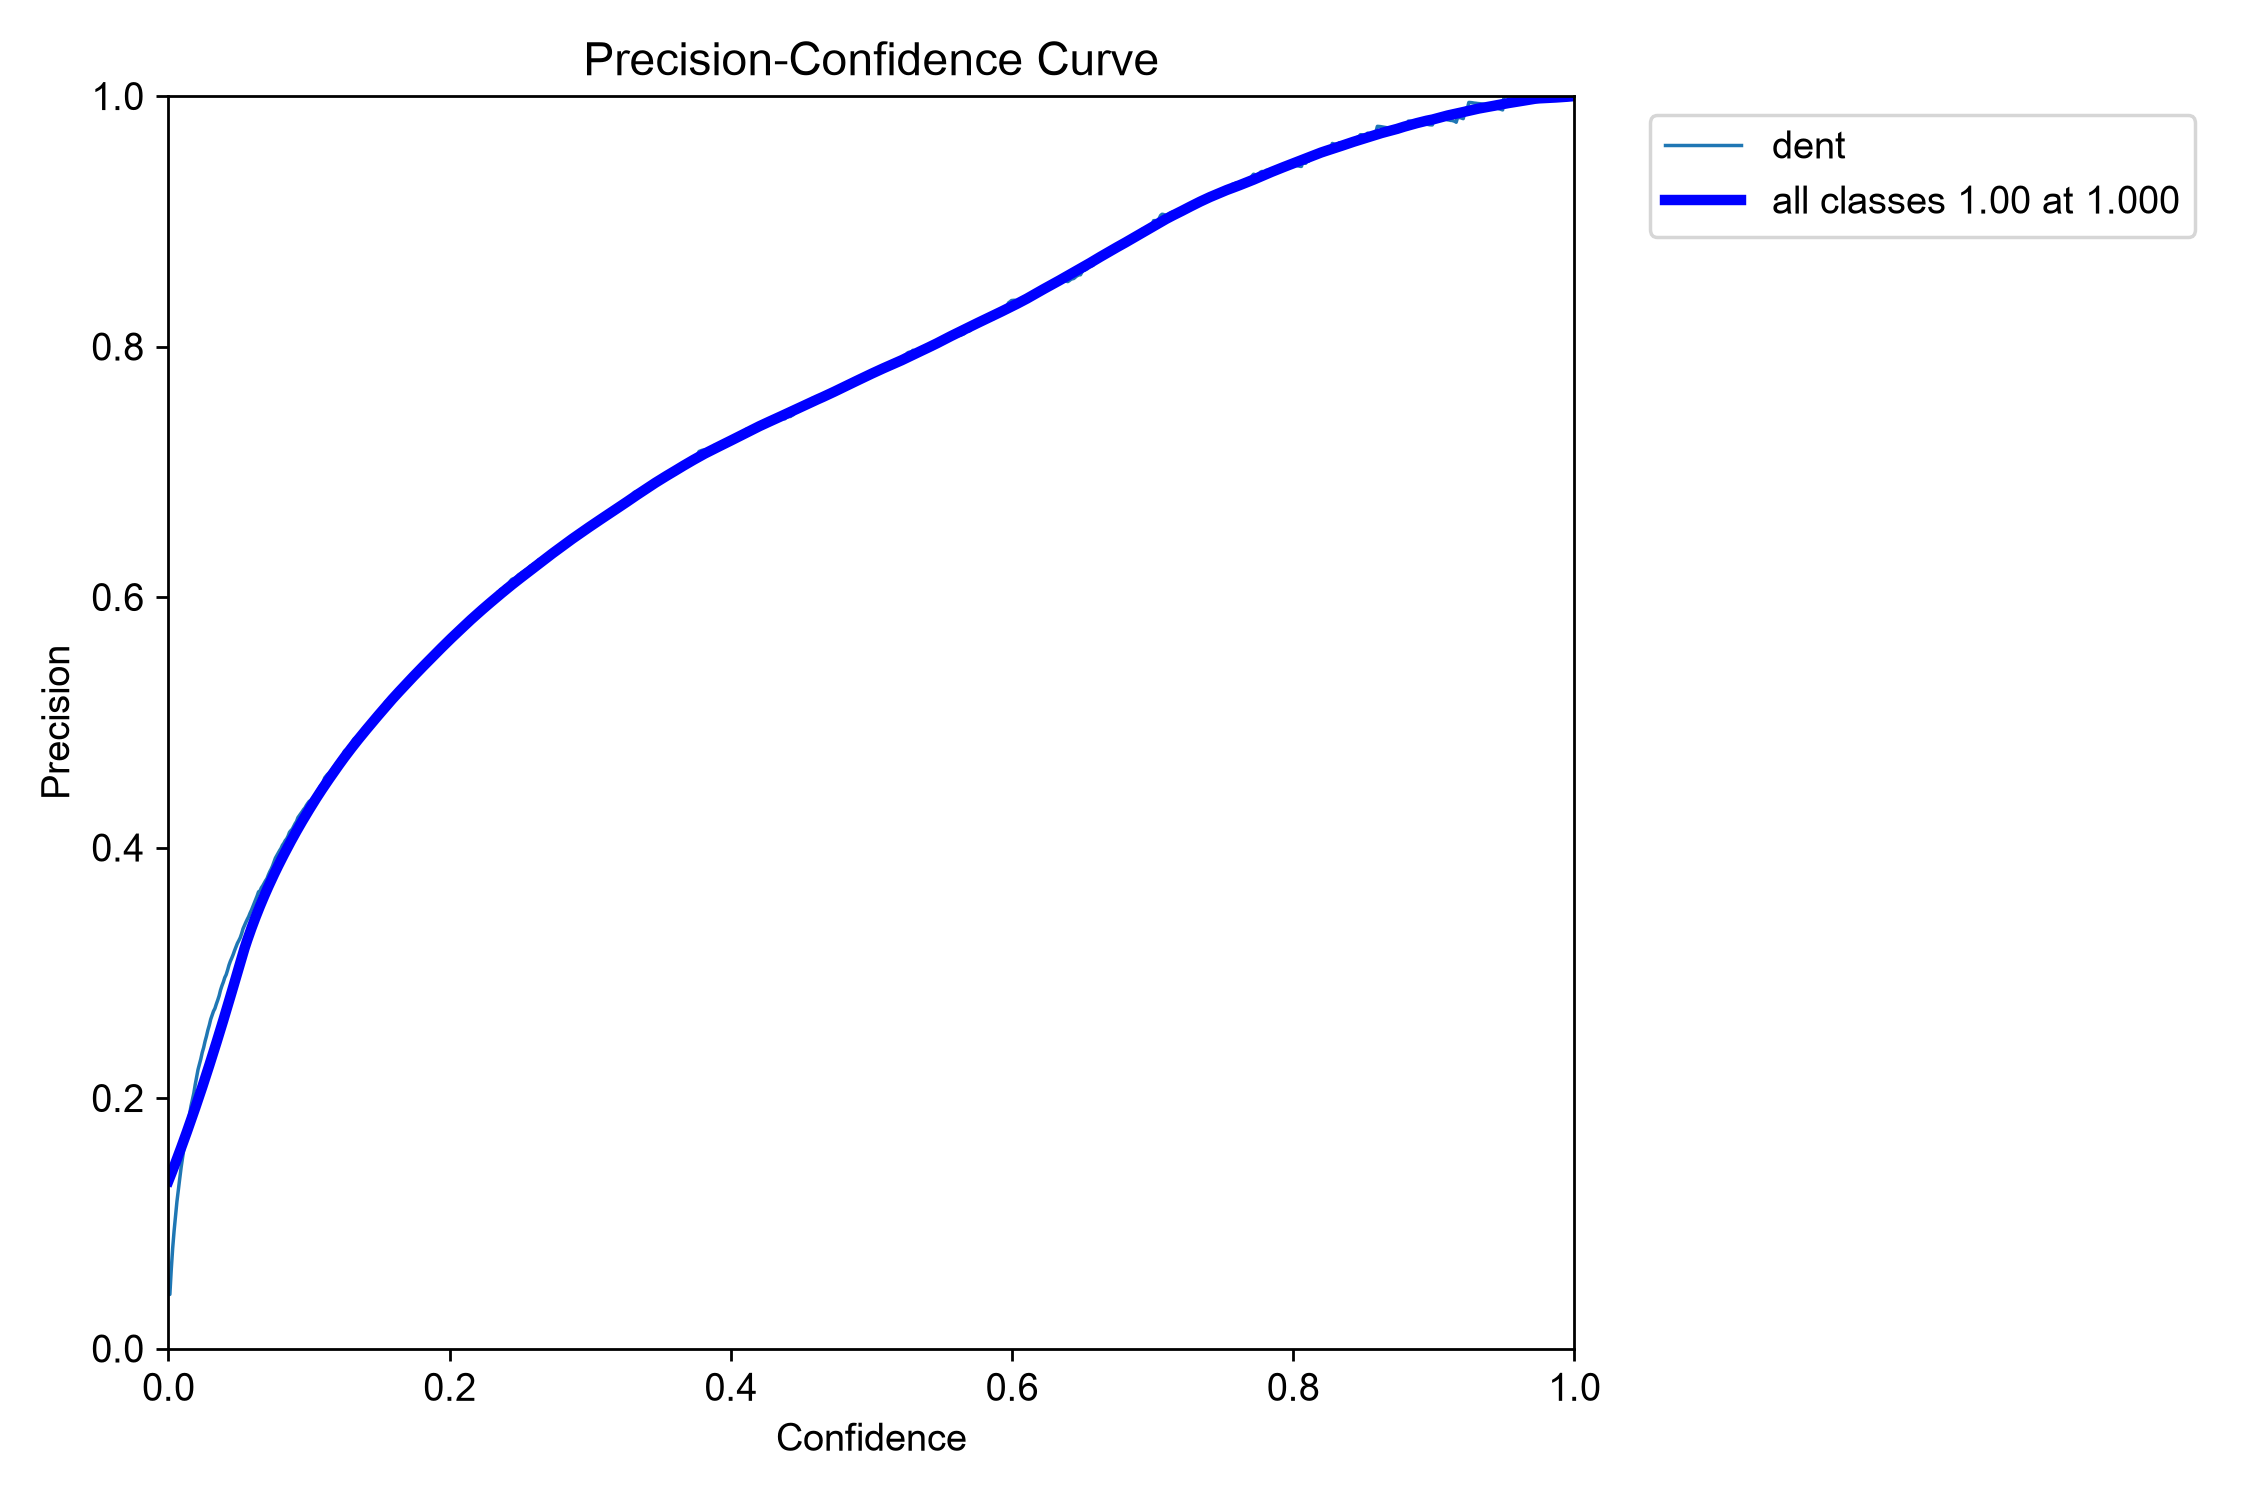 Precision-Confidence Curve
1.0
0.8
0.6
0.4
0.2
0.0
Precision
0.0 0.2 0.4 0.6 0.8 1.0
Confidence
dent
all classes 1.00 at 1.000